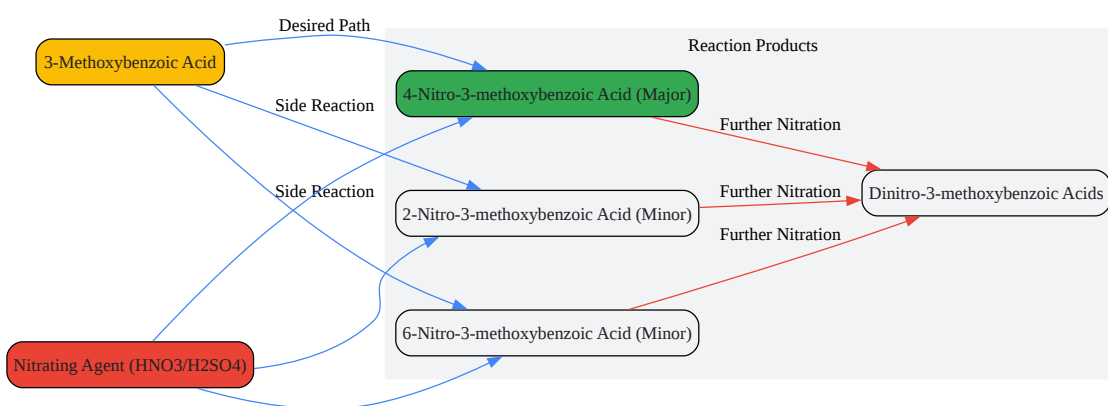 Desired Path
Reaction Products
3-Methoxybenzoic Acid
4-Nitro-3-methoxybenzoic Acid (Major)
Side Reaction
Further Nitration
Side Reaction
Further Nitration
Dinitro-3-methoxybenzoic Acids
2-Nitro-3-methoxybenzoic Acid (Minor)
Further Nitration
6-Nitro-3-methoxybenzoic Acid (Minor)
Nitrating Agent (HNO3/H2SO4)